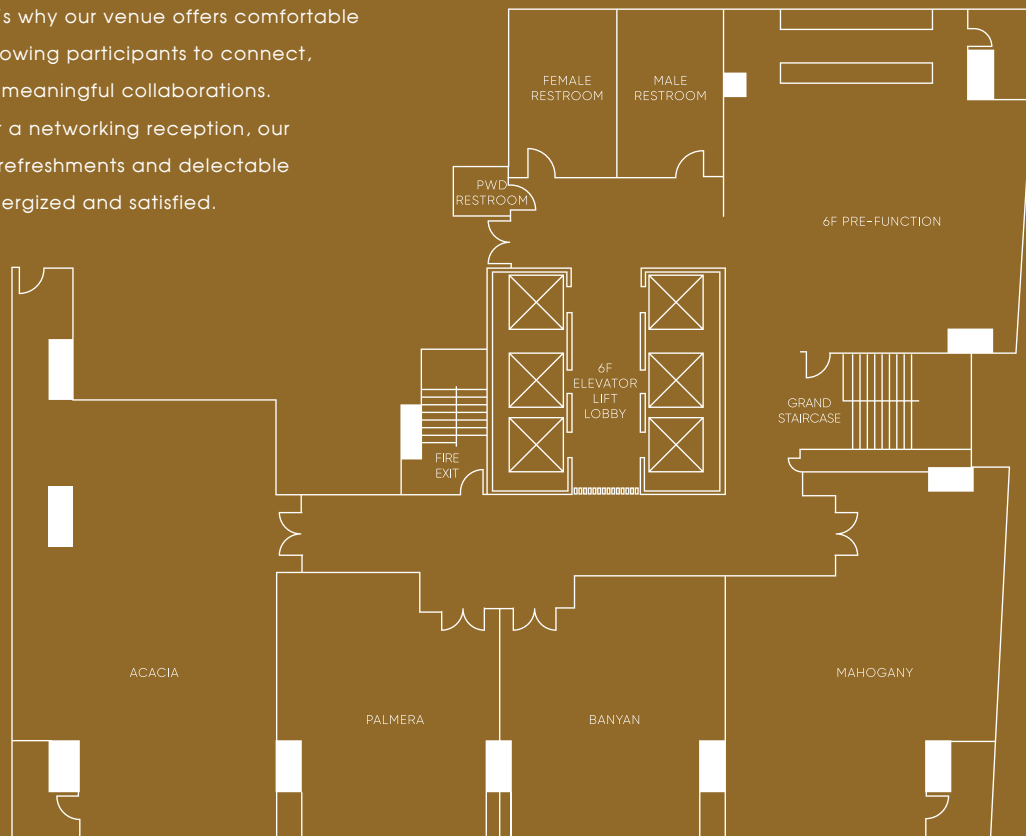 's why our venue offers comfortable
owing participants to connect,
meaningful collaborations.
a networking reception, our
refreshments and delectable
ergized and satisfied.
FEMALE
RESTROOM
MALE
RESTROOM
PWD
RESTROOM
6F PRE-FUNCTION
6F
ELEVATOR
LIFT
LOBBY
GRAND
STAIRCASE
FIRE
EXIT
ACACIA
MAHOGANY
PALMERA
BANYAN